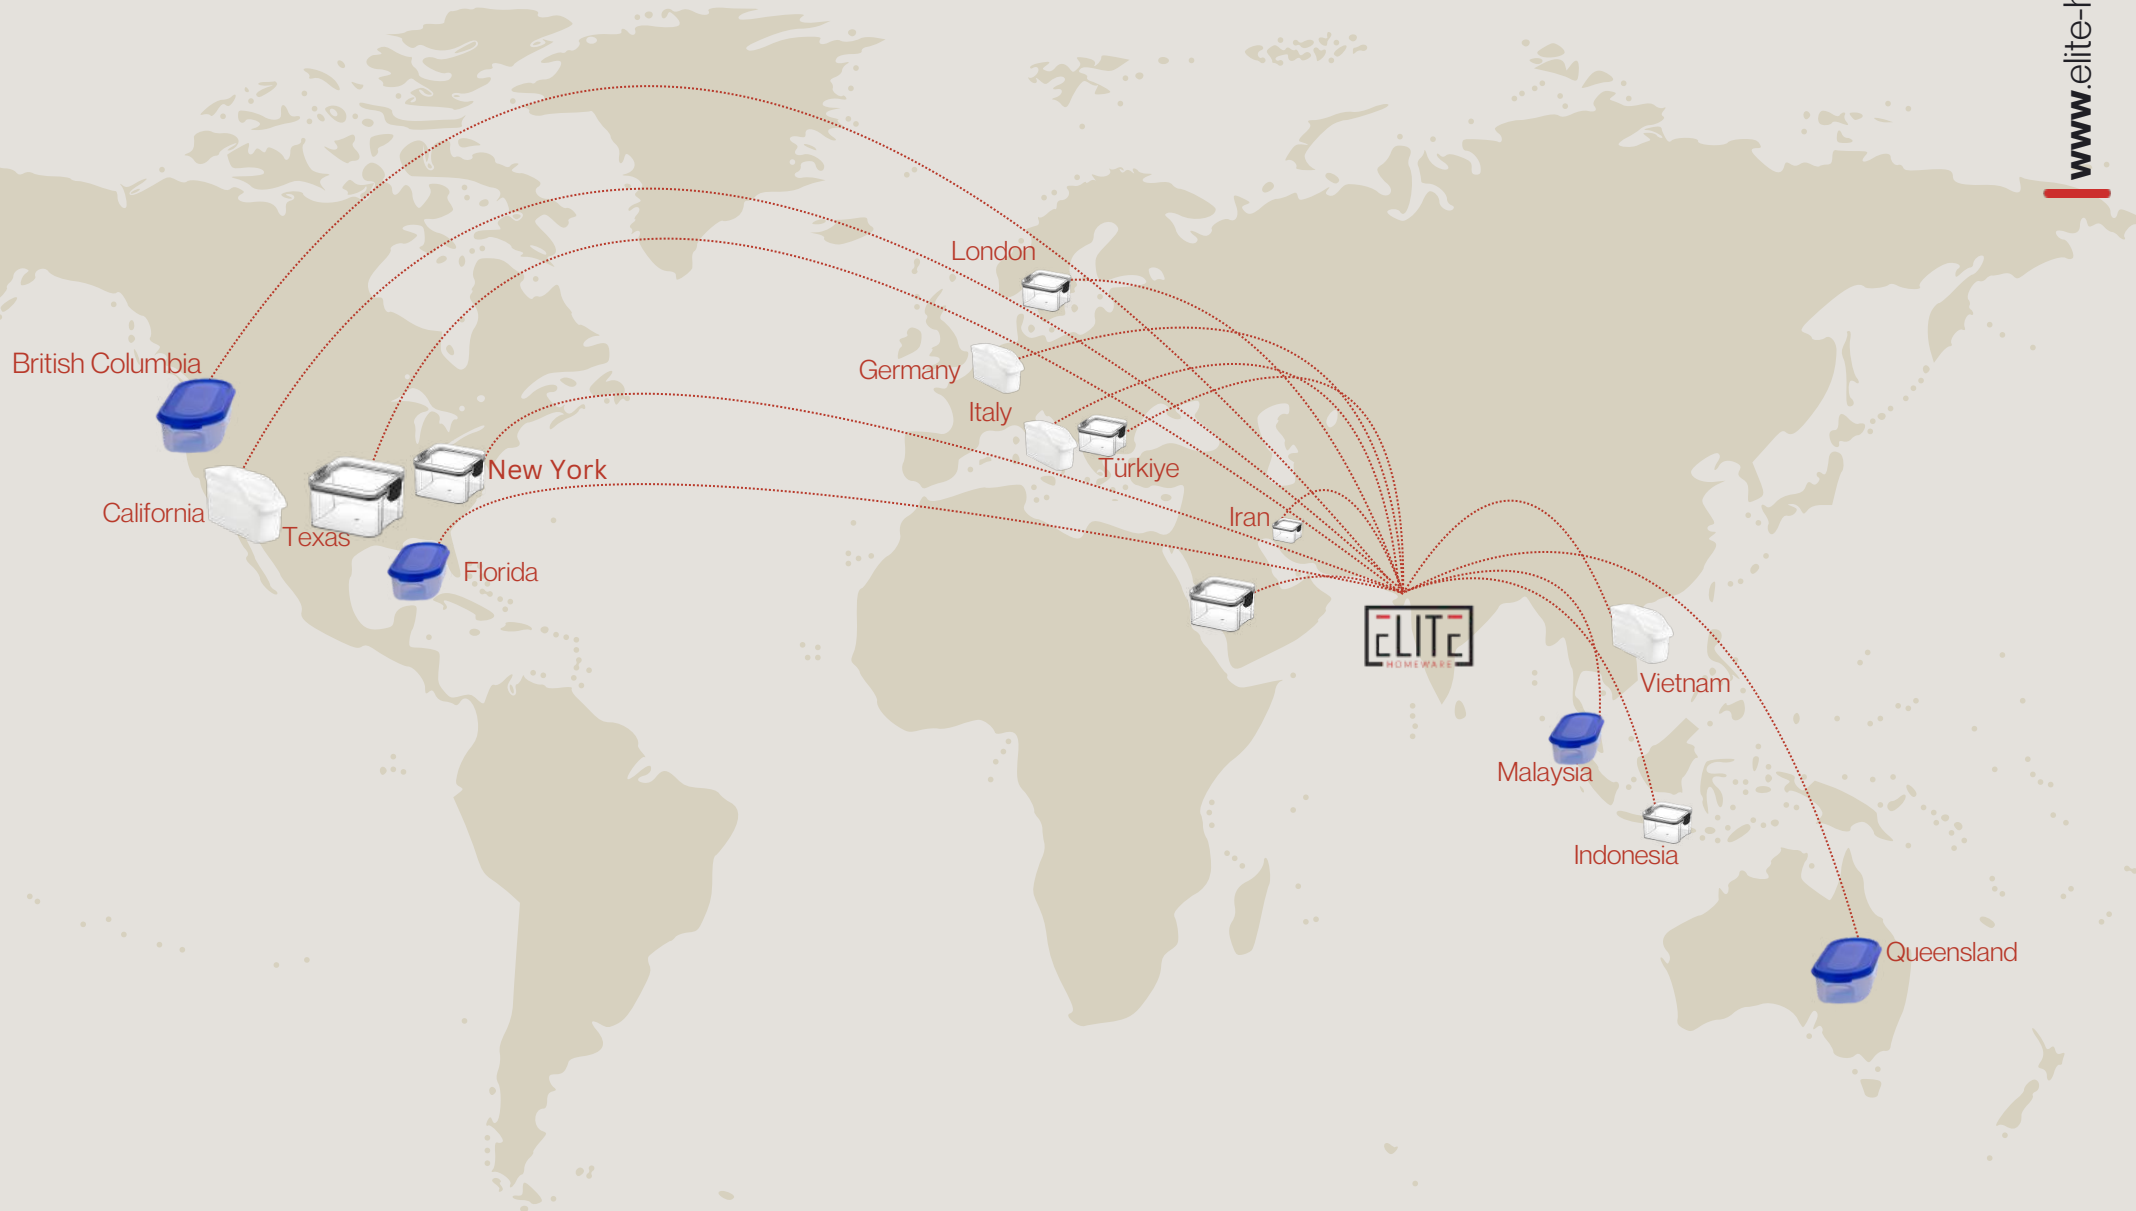 www.elite-h
London
British Columbia
Germany
Italy
New York
Türkiye
California
Iran
Texas
Florida
ELITE
HOMEWARE
Vietnam
Malaysia
Indonesia
Queensland